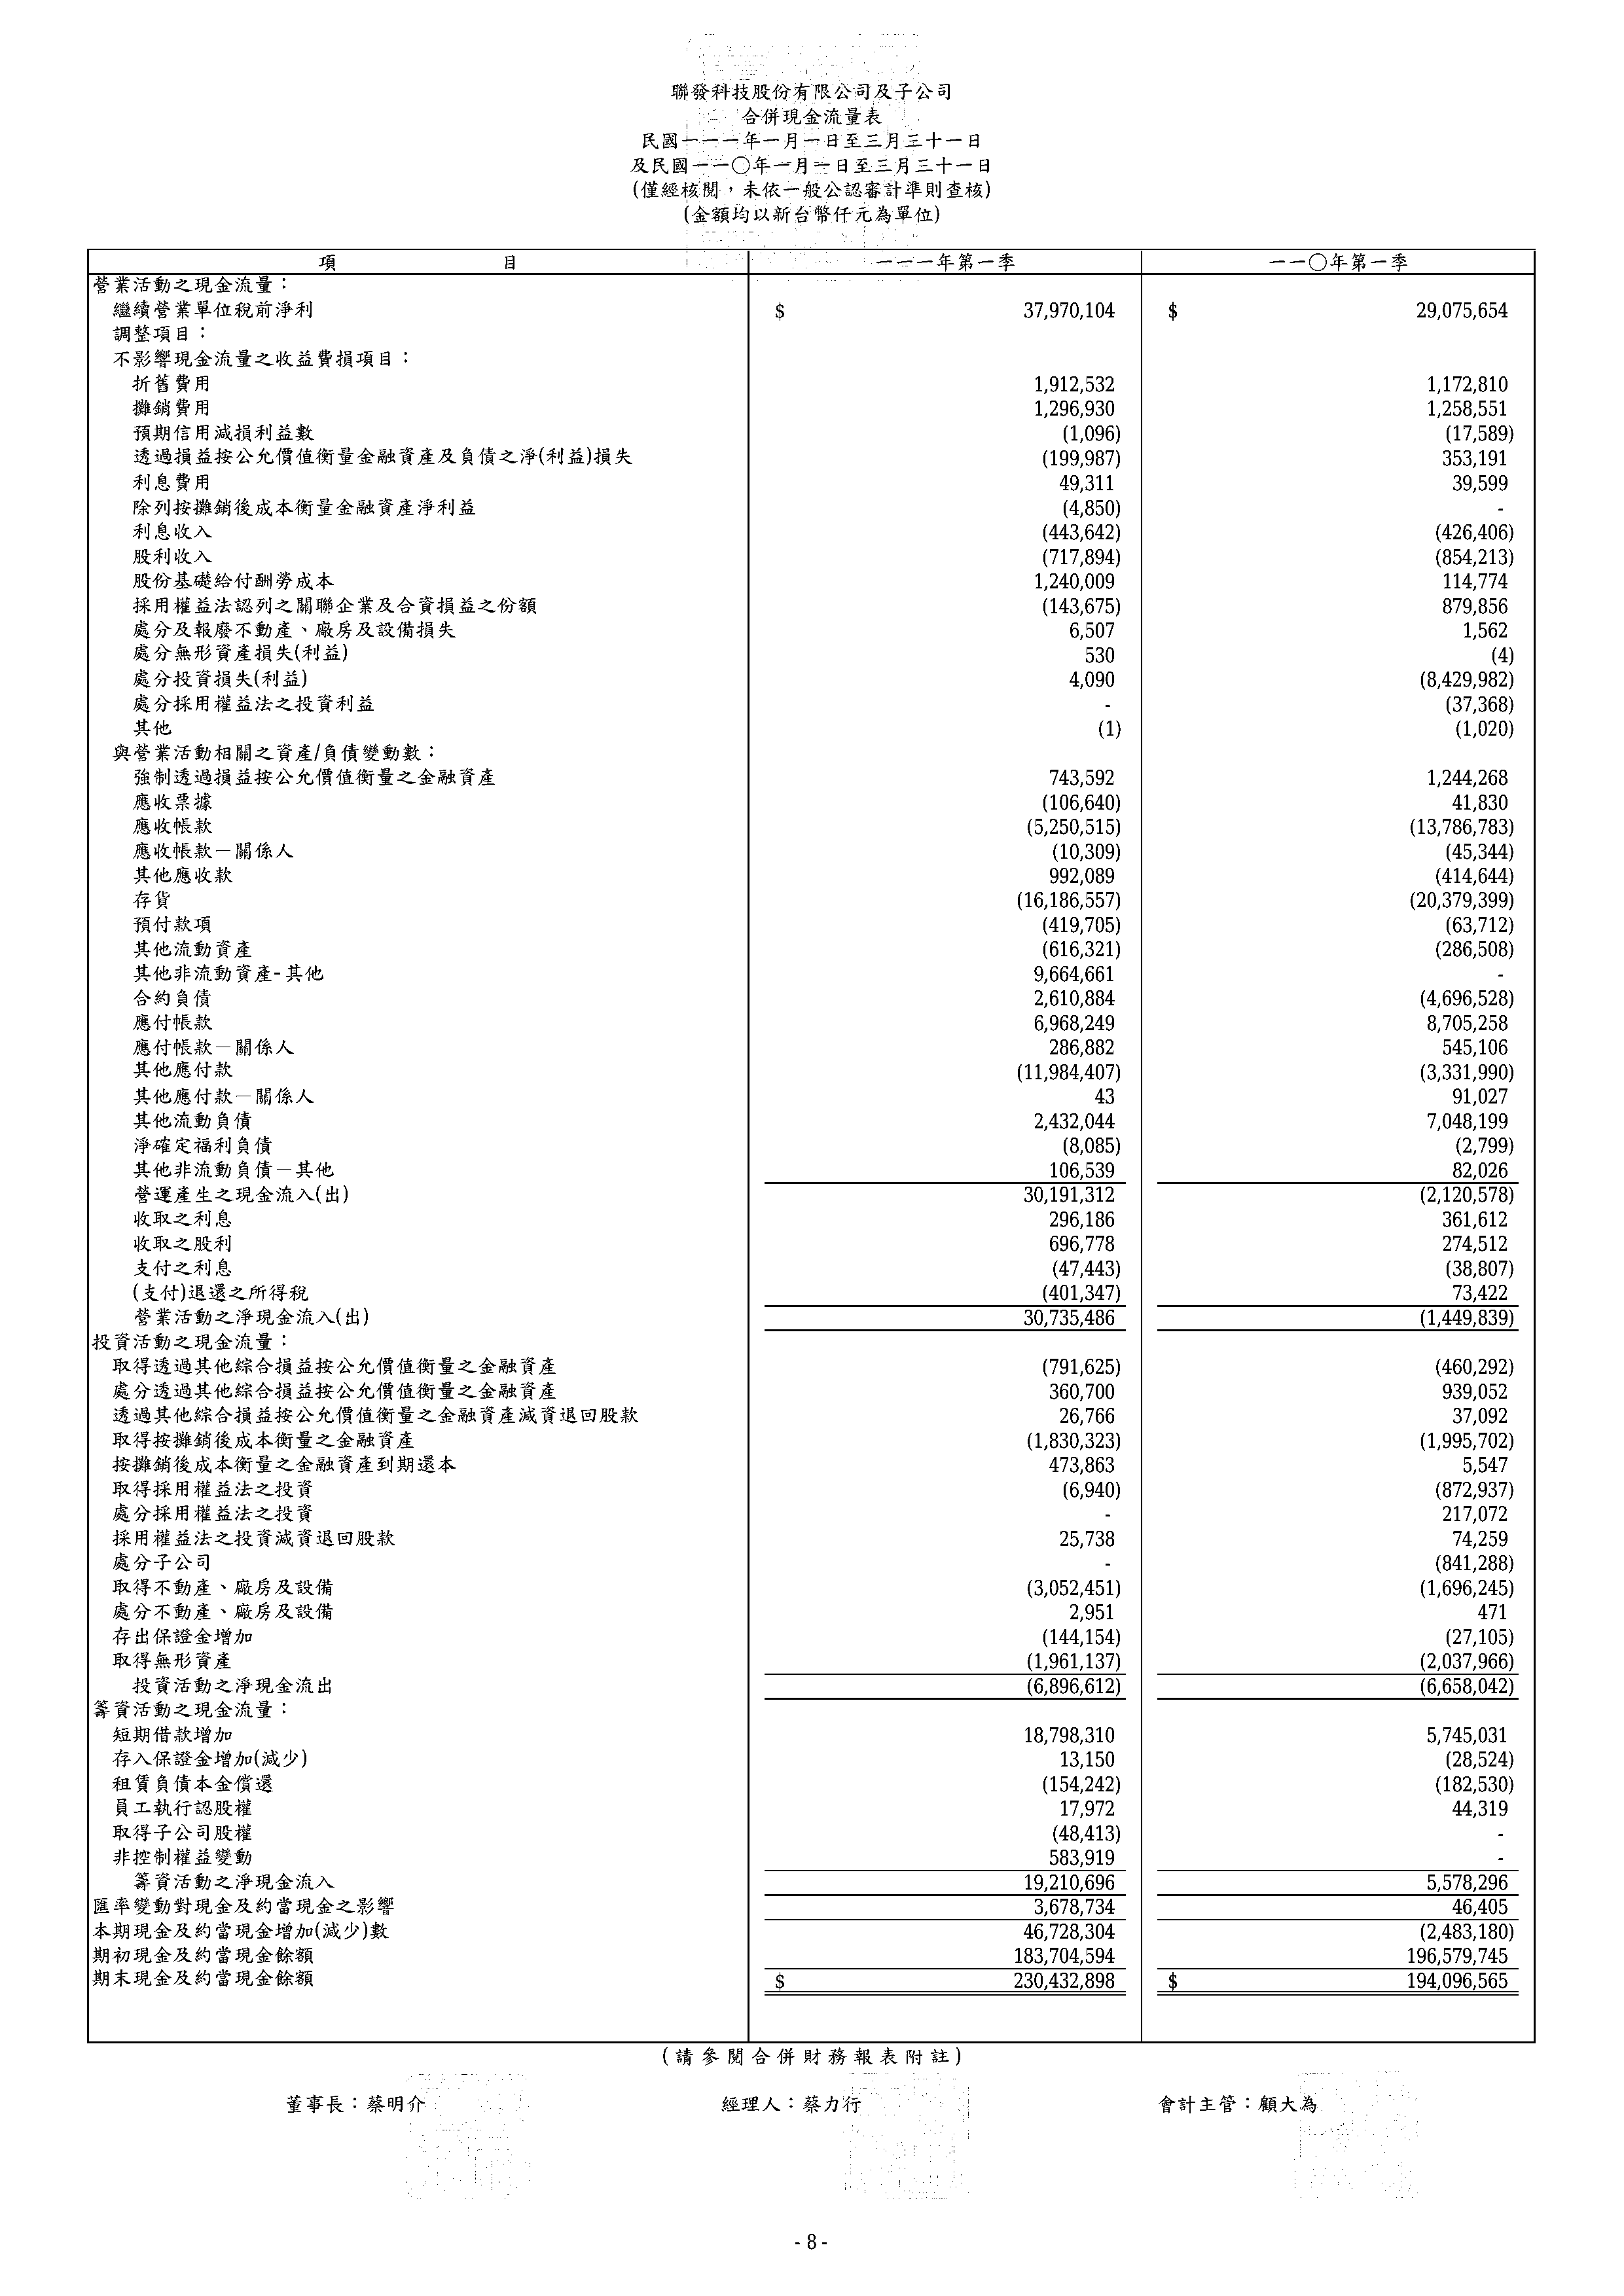 聯發科技股份有限公司及子公司
合併現金流量表
民國一一一年一月一日至三月三十一日
及民國一一〇年一月一日至三月三十一日
(僅經核閱，未依一般公認審計準則查核)
(金額均以新台幣仟元為單位)
項 目 一一一年第一季 一一〇年第一季
營業活動之現金流量：
繼續營業單位稅前淨利 $ 37,970,104 $ 29,075,654
調整項目：
不影響現金流量之收益費損項目：
折舊費用 1,912,532 1,172,810
攤銷費用 1,296,930 1,258,551
預期信用減損利益數 (1,096) (17,589)
透過損益按公允價值衡量金融資產及負債之淨(利益)損失 (199,987) 353,191
利息費用 49,311 39,599
除列按攤銷後成本衡量金融資產淨利益 (4,850) -
利息收入 (443,642) (426,406)
股利收入 (717,894) (854,213)
股份基礎給付酬勞成本 1,240,009 114,774
採用權益法認列之關聯企業及合資損益之份額 (143,675) 879,856
處分及報廢不動產、廠房及設備損失 6,507 1,562
處分無形資產損失(利益) 530 (4)
處分投資損失(利益) 4,090 (8,429,982)
處分採用權益法之投資利益 - (37,368)
其他 (1) (1,020)
與營業活動相關之資產/負債變動數：
強制透過損益按公允價值衡量之金融資產 743,592 1,244,268
應收票據 (106,640) 41,830
應收帳款 (5,250,515) (13,786,783)
應收帳款－關係人 (10,309) (45,344)
其他應收款 992,089 (414,644)
存貨 (16,186,557) (20,379,399)
預付款項 (419,705) (63,712)
其他流動資產 (616,321) (286,508)
其他非流動資產-其他 9,664,661 -
合約負債 2,610,884 (4,696,528)
應付帳款 6,968,249 8,705,258
應付帳款－關係人 286,882 545,106
其他應付款 (11,984,407) (3,331,990)
其他應付款－關係人 43 91,027
其他流動負債 2,432,044 7,048,199
淨確定福利負債 (8,085) (2,799)
其他非流動負債－其他 106,539 82,026
營運產生之現金流入(出) 30,191,312 (2,120,578)
收取之利息 296,186 361,612
收取之股利 696,778 274,512
支付之利息 (47,443) (38,807)
(支付)退還之所得稅 (401,347) 73,422
營業活動之淨現金流入(出) 30,735,486 (1,449,839)
投資活動之現金流量：
取得透過其他綜合損益按公允價值衡量之金融資產 (791,625) (460,292)
處分透過其他綜合損益按公允價值衡量之金融資產 360,700 939,052
透過其他綜合損益按公允價值衡量之金融資產減資退回股款 26,766 37,092
取得按攤銷後成本衡量之金融資產 (1,830,323) (1,995,702)
按攤銷後成本衡量之金融資產到期還本 473,863 5,547
取得採用權益法之投資 (6,940) (872,937)
處分採用權益法之投資 - 217,072
採用權益法之投資減資退回股款 25,738 74,259
處分子公司 - (841,288)
取得不動產、廠房及設備 (3,052,451) (1,696,245)
處分不動產、廠房及設備 2,951 471
存出保證金增加 (144,154) (27,105)
取得無形資產 (1,961,137) (2,037,966)
投資活動之淨現金流出 (6,896,612) (6,658,042)
籌資活動之現金流量：
短期借款增加 18,798,310 5,745,031
存入保證金增加(減少) 13,150 (28,524)
租賃負債本金償還 (154,242) (182,530)
員工執行認股權 17,972 44,319
取得子公司股權 (48,413) -
非控制權益變動 583,919 -
籌資活動之淨現金流入 19,210,696 5,578,296
匯率變動對現金及約當現金之影響 3,678,734 46,405
本期現金及約當現金增加(減少)數 46,728,304 (2,483,180)
期初現金及約當現金餘額 183,704,594 196,579,745
期末現金及約當現金餘額 $ 230,432,898 $ 194,096,565
(請參閱合併財務報表附註)
董事長：蔡明介 經理人：蔡力行 會計主管：顧大為
- 8 -